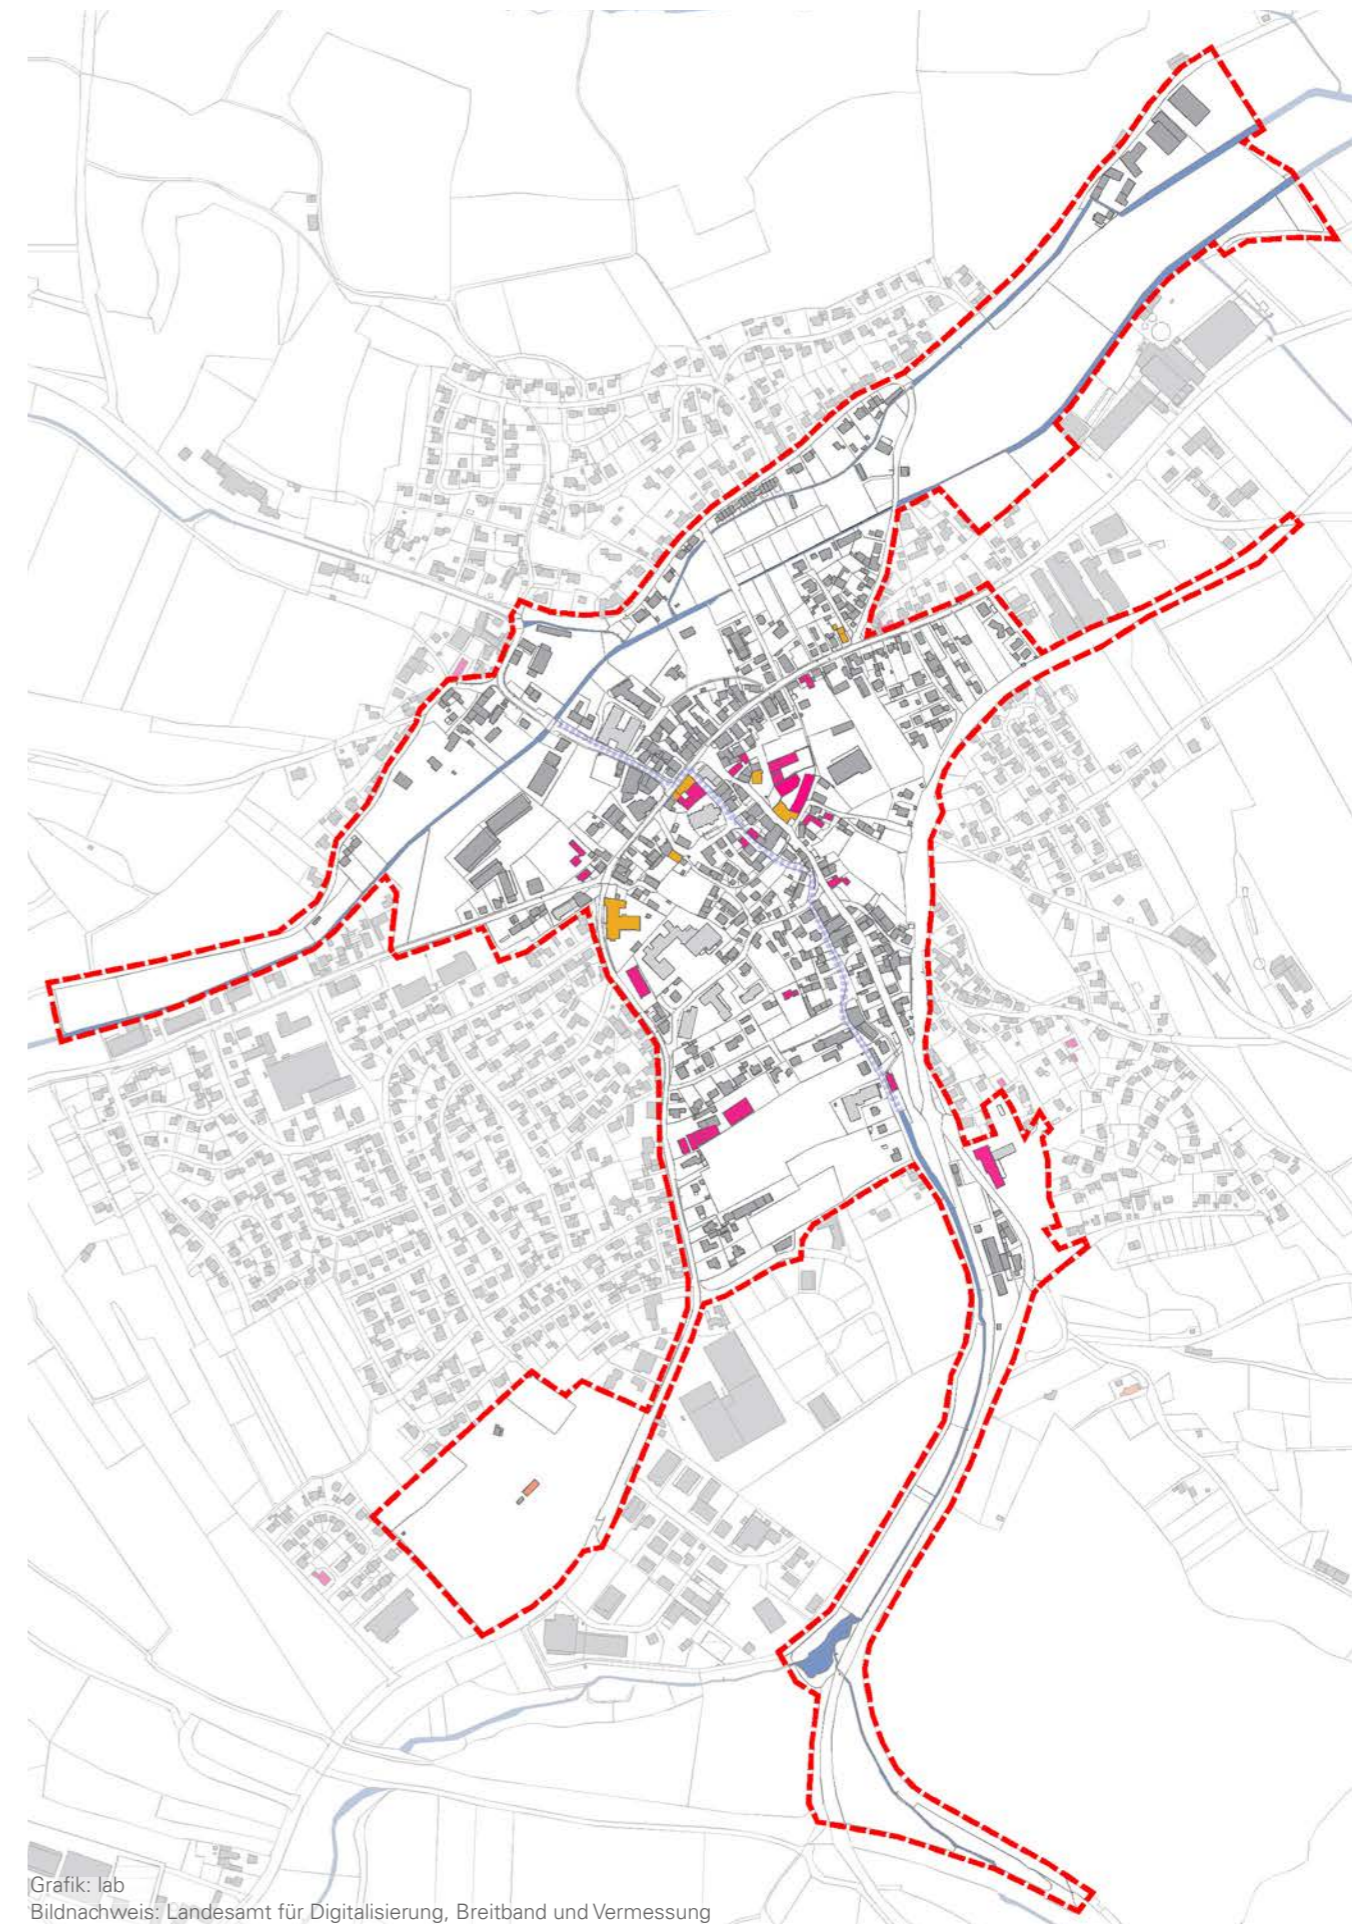 Grafik: lab
Bildnachweis: Landesamt für Digitalisierung, Breitband und Vermessung